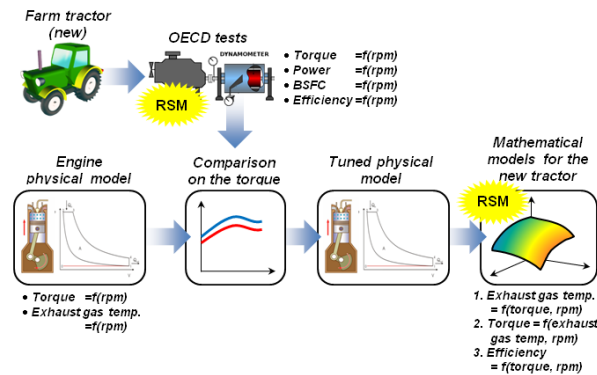 Farm tractor
(new)
OECD tests
DYNAMOMETER
RSM
• Torque =f(rpm)
• Power =f(rpm)
• BSFC =f(rpm)
• Efficiency =f(rpm)
Engine
physical model
Comparison
on the torque
Tuned physical
model
Mathematical
models for the
new tractor
RSM
• Torque =f(rpm)
• Exhaust gas temp.
=f(rpm)
1. Exhaust gas temp.
= f(torque, rpm)
2. Torque = f(exhaust
gas temp, rpm)
3. Efficiency
= f(torque, rpm)